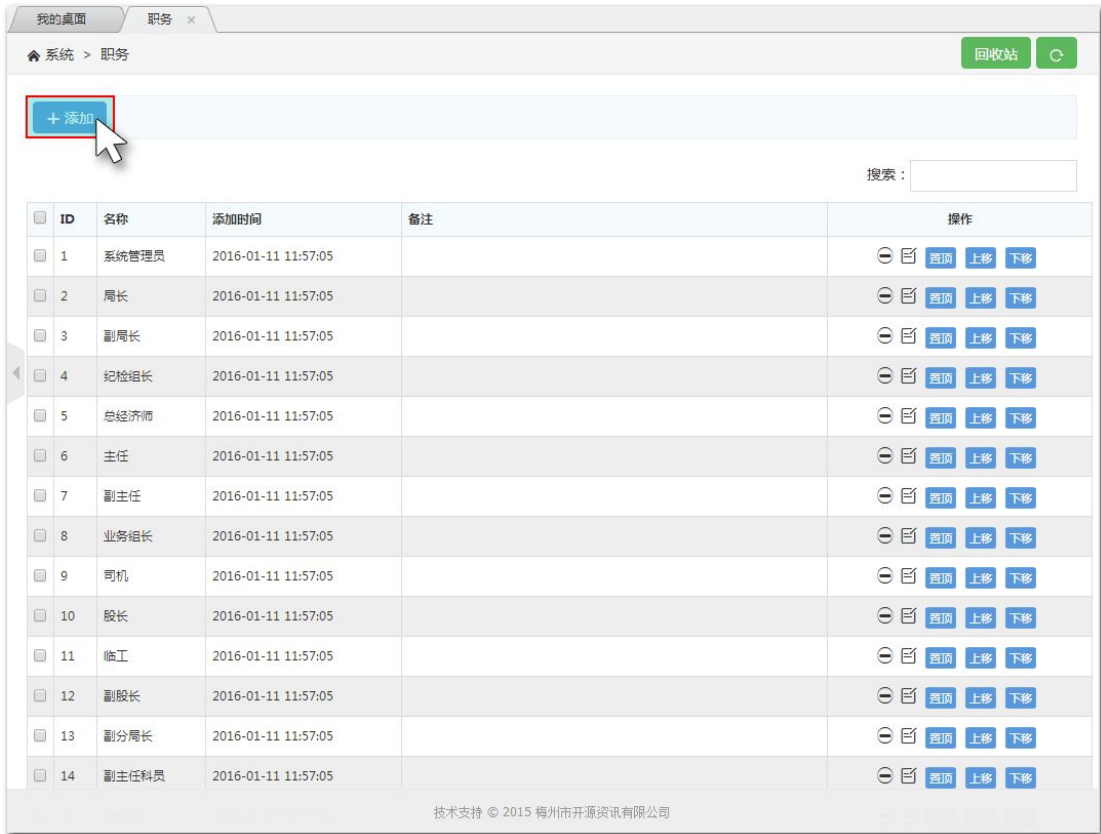 我的桌面 职务 ×
系统 > 职务 回收站
+ 添加
搜索：
ID 名称 添加时间 备注 操作
1 系统管理员 2016-01-11 11:57:05 置顶 上移 下移
2 局长 2016-01-11 11:57:05 置顶 上移 下移
3 副局长 2016-01-11 11:57:05 置顶 上移 下移
4 纪检组长 2016-01-11 11:57:05 置顶 上移 下移
5 总经济师 2016-01-11 11:57:05 置顶 上移 下移
6 主任 2016-01-11 11:57:05 置顶 上移 下移
7 副主任 2016-01-11 11:57:05 置顶 上移 下移
8 业务组长 2016-01-11 11:57:05 置顶 上移 下移
9 司机 2016-01-11 11:57:05 置顶 上移 下移
10 股长 2016-01-11 11:57:05 置顶 上移 下移
11 临工 2016-01-11 11:57:05 置顶 上移 下移
12 副股长 2016-01-11 11:57:05 置顶 上移 下移
13 副分局长 2016-01-11 11:57:05 置顶 上移 下移
14 副主任科员 2016-01-11 11:57:05 置顶 上移 下移
技术支持 © 2015 梅州市开源资讯有限公司